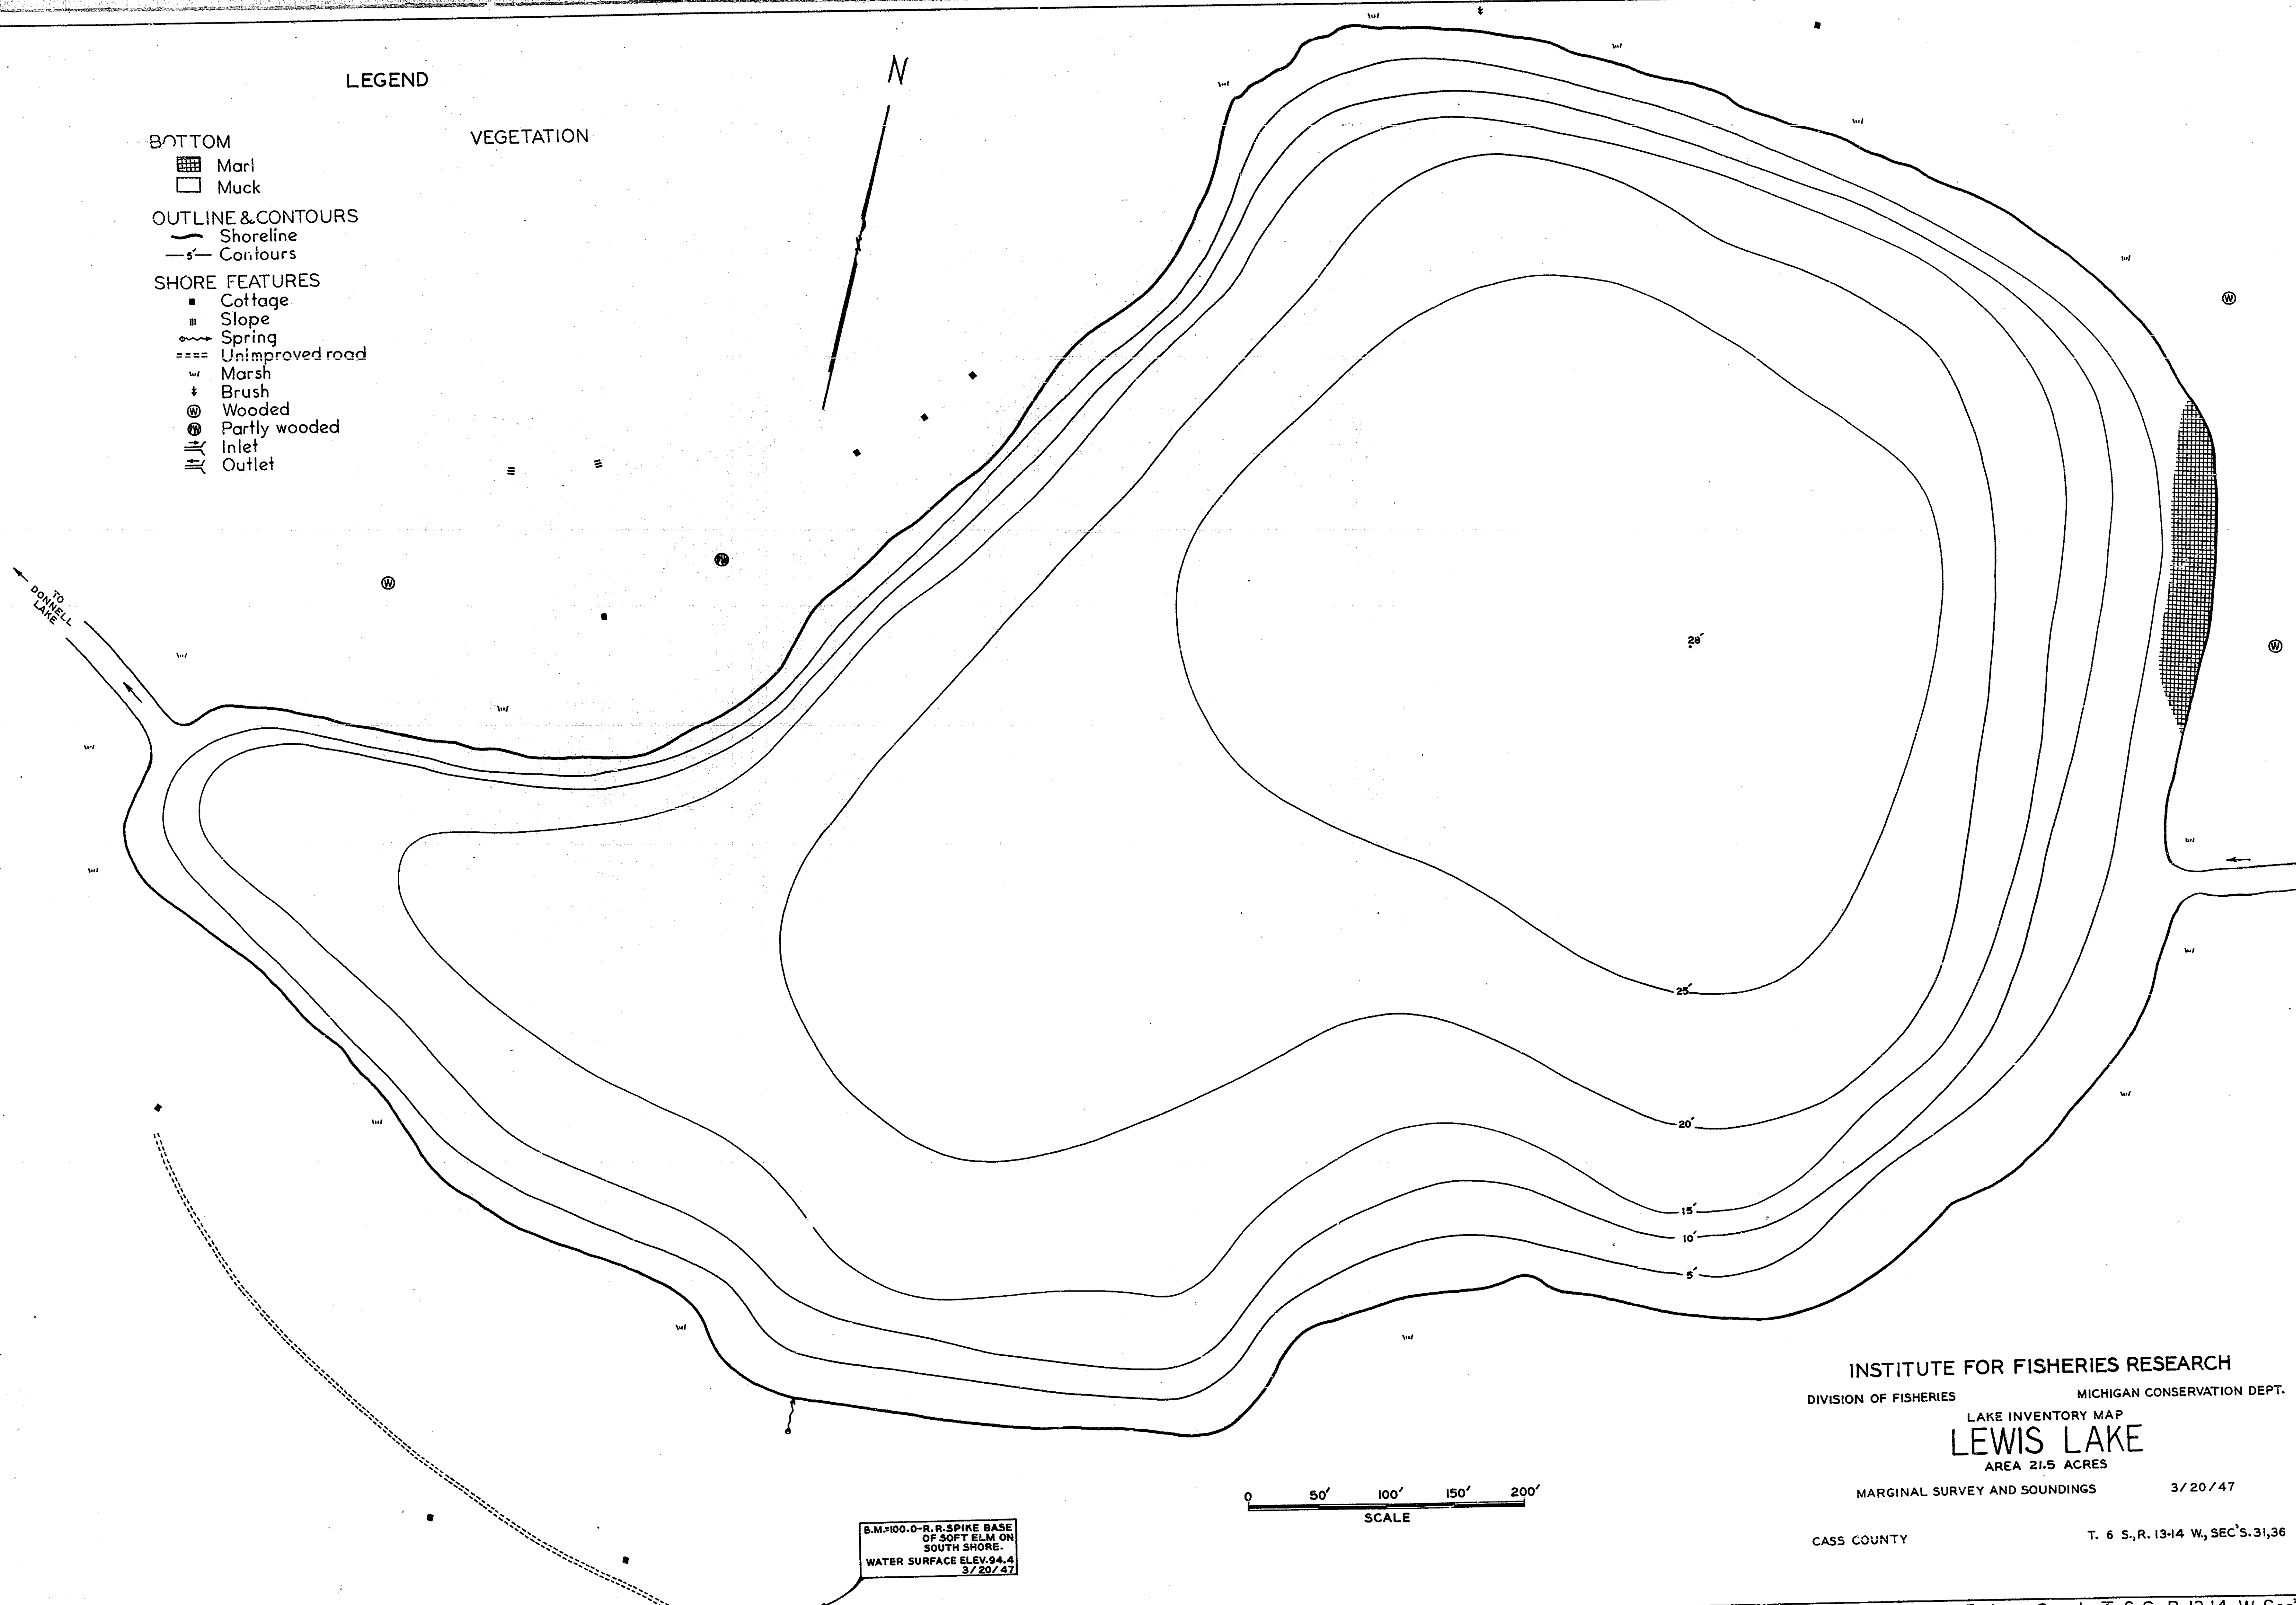 LEGEND
N
BOTTOM
VEGETATION
Marl
Muck
OUTLINE & CONTOURS
Shoreline
5' Contours
SHORE FEATURES
Cottage
Slope
Spring
Unimproved road
Marsh
Brush
W Wooded
PW Partly wooded
Inlet
Outlet
W
PW
W
W
TO
DONNELL
LAKE
28'
25'
20'
15'
10'
5'
INSTITUTE FOR FISHERIES RESEARCH
DIVISION OF FISHERIES MICHIGAN CONSERVATION DEPT.
LAKE INVENTORY MAP
LEWIS LAKE
AREA 21.5 ACRES
MARGINAL SURVEY AND SOUNDINGS 3/20/47
CASS COUNTY T. 6 S., R. 13-14 W., SEC'S. 31,36
0 50' 100' 150' 200'
SCALE
B.M.=100.0-R.R. SPIKE BASE
OF SOFT ELM ON
SOUTH SHORE.
WATER SURFACE ELEV. 94.4
3/20/47